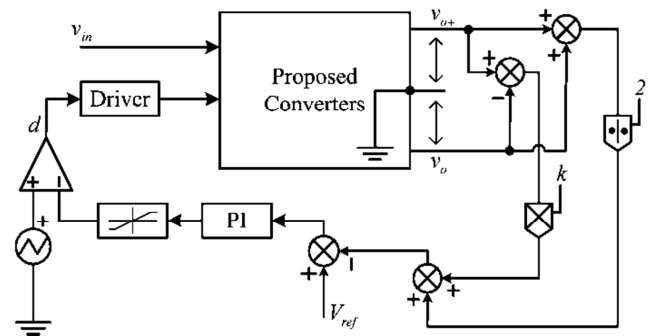 v_in
Proposed
Converters
v_o+
+
+
2
+
-
Driver
d
v_o
k
+
-
+
PI
+
-
V_ref
+
+